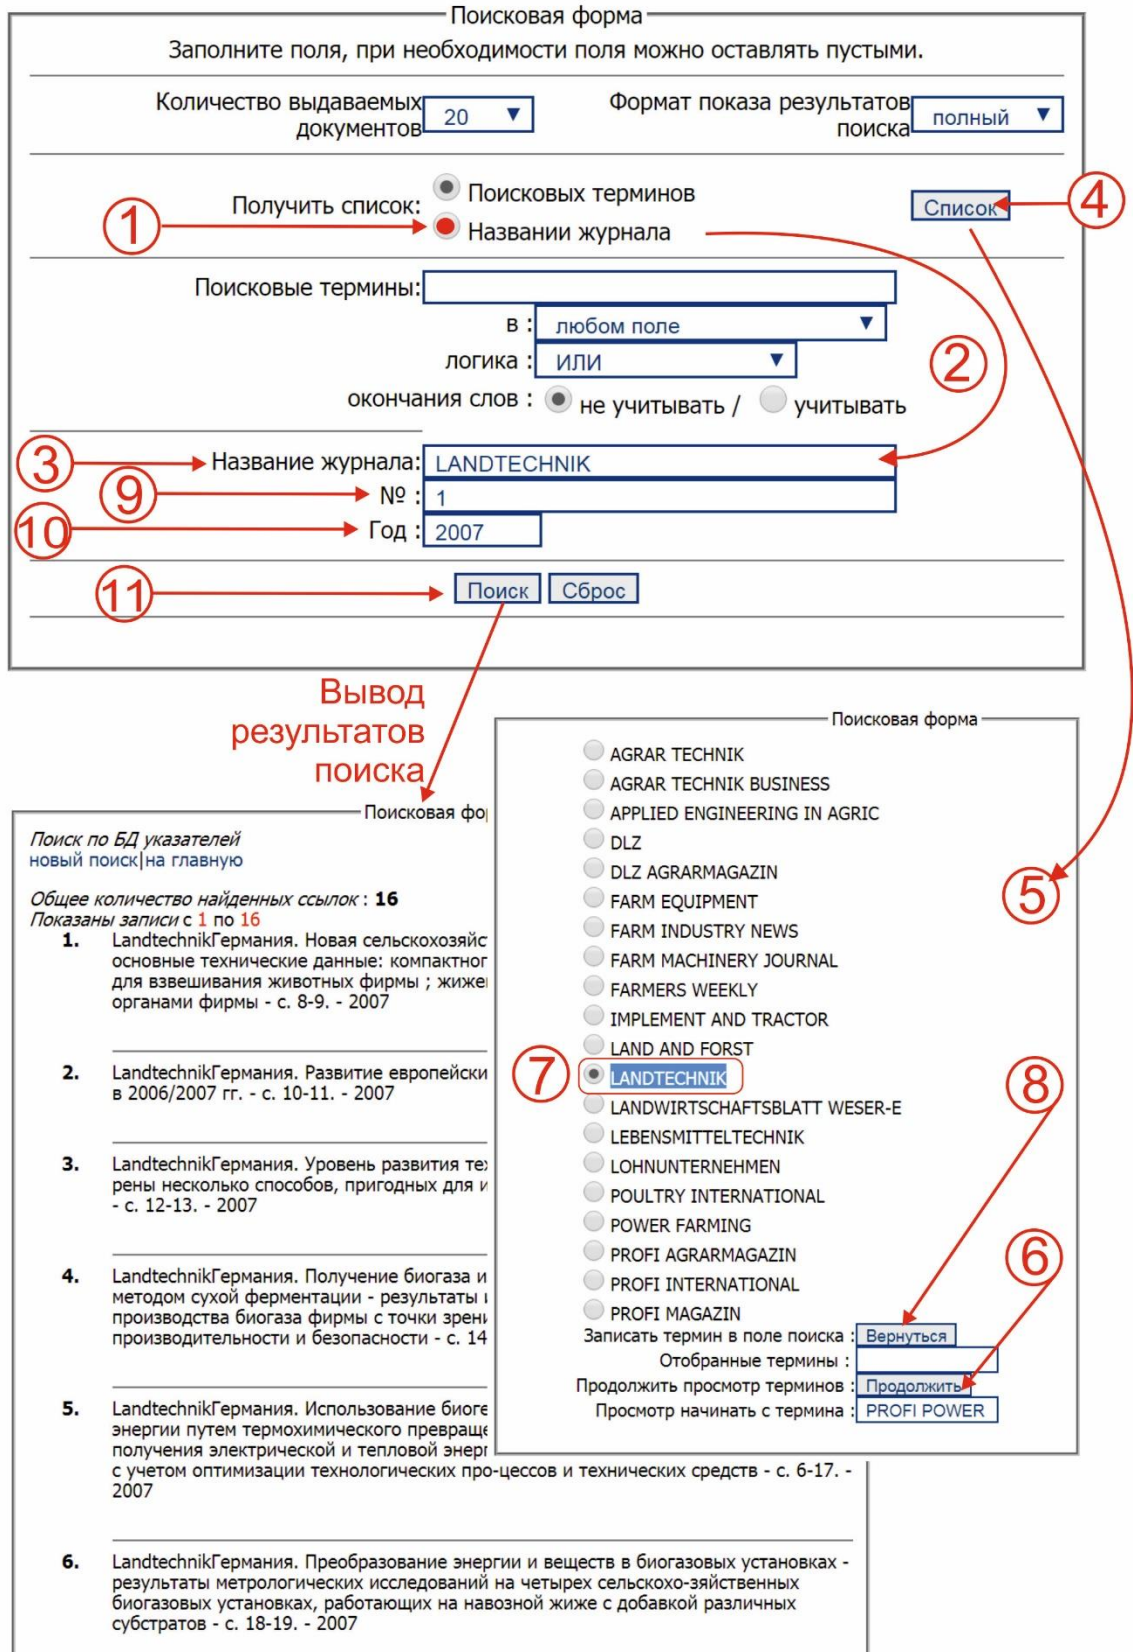 Поисковая форма
Заполните поля, при необходимости поля можно оставлять пустыми.
Количество выдаваемых документов 20 ▼
Формат показа результатов поиска полный ▼
Получить список:
Поисковых терминов
Названии журнала
Список
1
4
Поисковые термины:
в : любом поле ▼
логика : ИЛИ ▼
2
окончания слов : не учитывать / учитывать
3
Название журнала: LANDTECHNIK
9
№ : 1
10
Год : 2007
11
Поиск Сброс
Вывод
результатов
поиска
Поисковая форма
AGRAR TECHNIK
AGRAR TECHNIK BUSINESS
APPLIED ENGINEERING IN AGRIC
DLZ
DLZ AGRARMAGAZIN
5
FARM EQUIPMENT
FARM INDUSTRY NEWS
FARM MACHINERY JOURNAL
FARMERS WEEKLY
IMPLEMENT AND TRACTOR
LAND AND FORST
7
LANDTECHNIK
8
LANDWIRTSCHAFTSBLATT WESER-E
LEBENSMITTELTECHNIK
LOHNUNTERNEHMEN
POULTRY INTERNATIONAL
POWER FARMING
6
PROFI AGRARMAGAZIN
PROFI INTERNATIONAL
PROFI MAGAZIN
Записать термин в поле поиска : Вернуться
Отобранные термины :
Продолжить просмотр терминов : Продолжить
Просмотр начинать с термина : PROFI POWER
Поисковая фо
Поиск по БД указателей
новый поиск|на главную
Общее количество найденных ссылок : 16
Показаны записи с 1 по 16
1. LandtechnikГермания. Новая сельскохозяйс
основные технические данные: компактног
для взвешивания животных фирмы ; жиже
органами фирмы - с. 8-9. - 2007
2. LandtechnikГермания. Развитие европейски
в 2006/2007 гг. - с. 10-11. - 2007
3. LandtechnikГермания. Уровень развития те
рены несколько способов, пригодных для и
- с. 12-13. - 2007
4. LandtechnikГермания. Получение биогаза и
методом сухой ферментации - результаты
производства биогаза фирмы с точки зрени
производительности и безопасности - с. 14
5. LandtechnikГермания. Использование биоге
энергии путем термохимического превраще
получения электрической и тепловой энерг
с учетом оптимизации технологических про-цессов и технических средств - с. 6-17. -
2007
6. LandtechnikГермания. Преобразование энергии и веществ в биогазовых установках -
результаты метрологических исследований на четырех сельскохо-зяйственных
биогазовых установках, работающих на навозной жиже с добавкой различных
субстратов - с. 18-19. - 2007